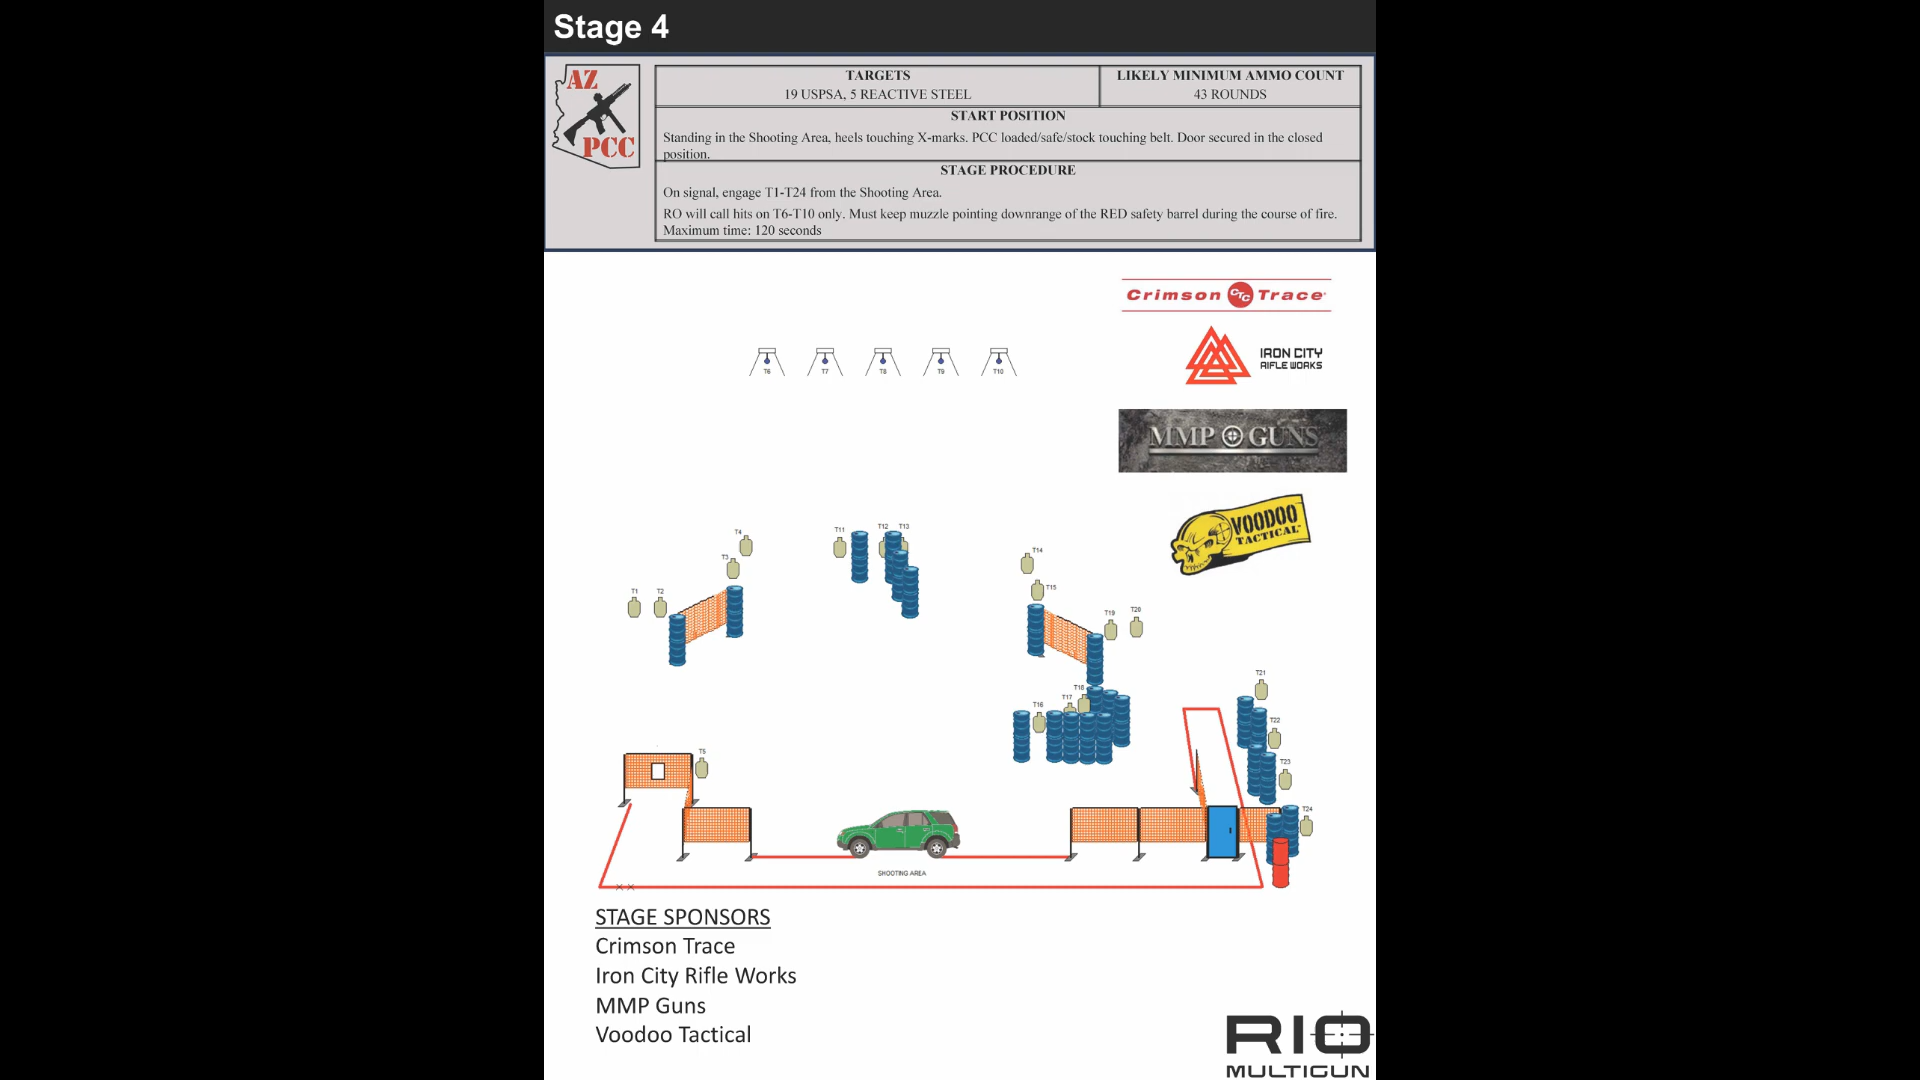 Stage 4
AZ
PCC
TARGETS
19 USPSA, 5 REACTIVE STEEL
LIKELY MINIMUM AMMO COUNT
43 ROUNDS
START POSITION
Standing in the Shooting Area, heels touching X-marks. PCC loaded/safe/stock touching belt. Door secured in the closed
position.
STAGE PROCEDURE
On signal, engage T1-T24 from the Shooting Area.
RO will call hits on T6-T10 only. Must keep muzzle pointing downrange of the RED safety barrel during the course of fire.
Maximum time: 120 seconds
Crimson CTC Trace
IRON CITY
RIFLE WORKS
T6 T7 T8 T9 T10
MMP GUNS
VOODOO
TACTICAL
T4 T11 T12 T13
T3 T14
T1 T2 T15
T19 T20
T21
T18
T17
T16
T22
T5
T23
T24
SHOOTING AREA
X X
STAGE SPONSORS
Crimson Trace
Iron City Rifle Works
MMP Guns
Voodoo Tactical
RIO
MULTIGUN